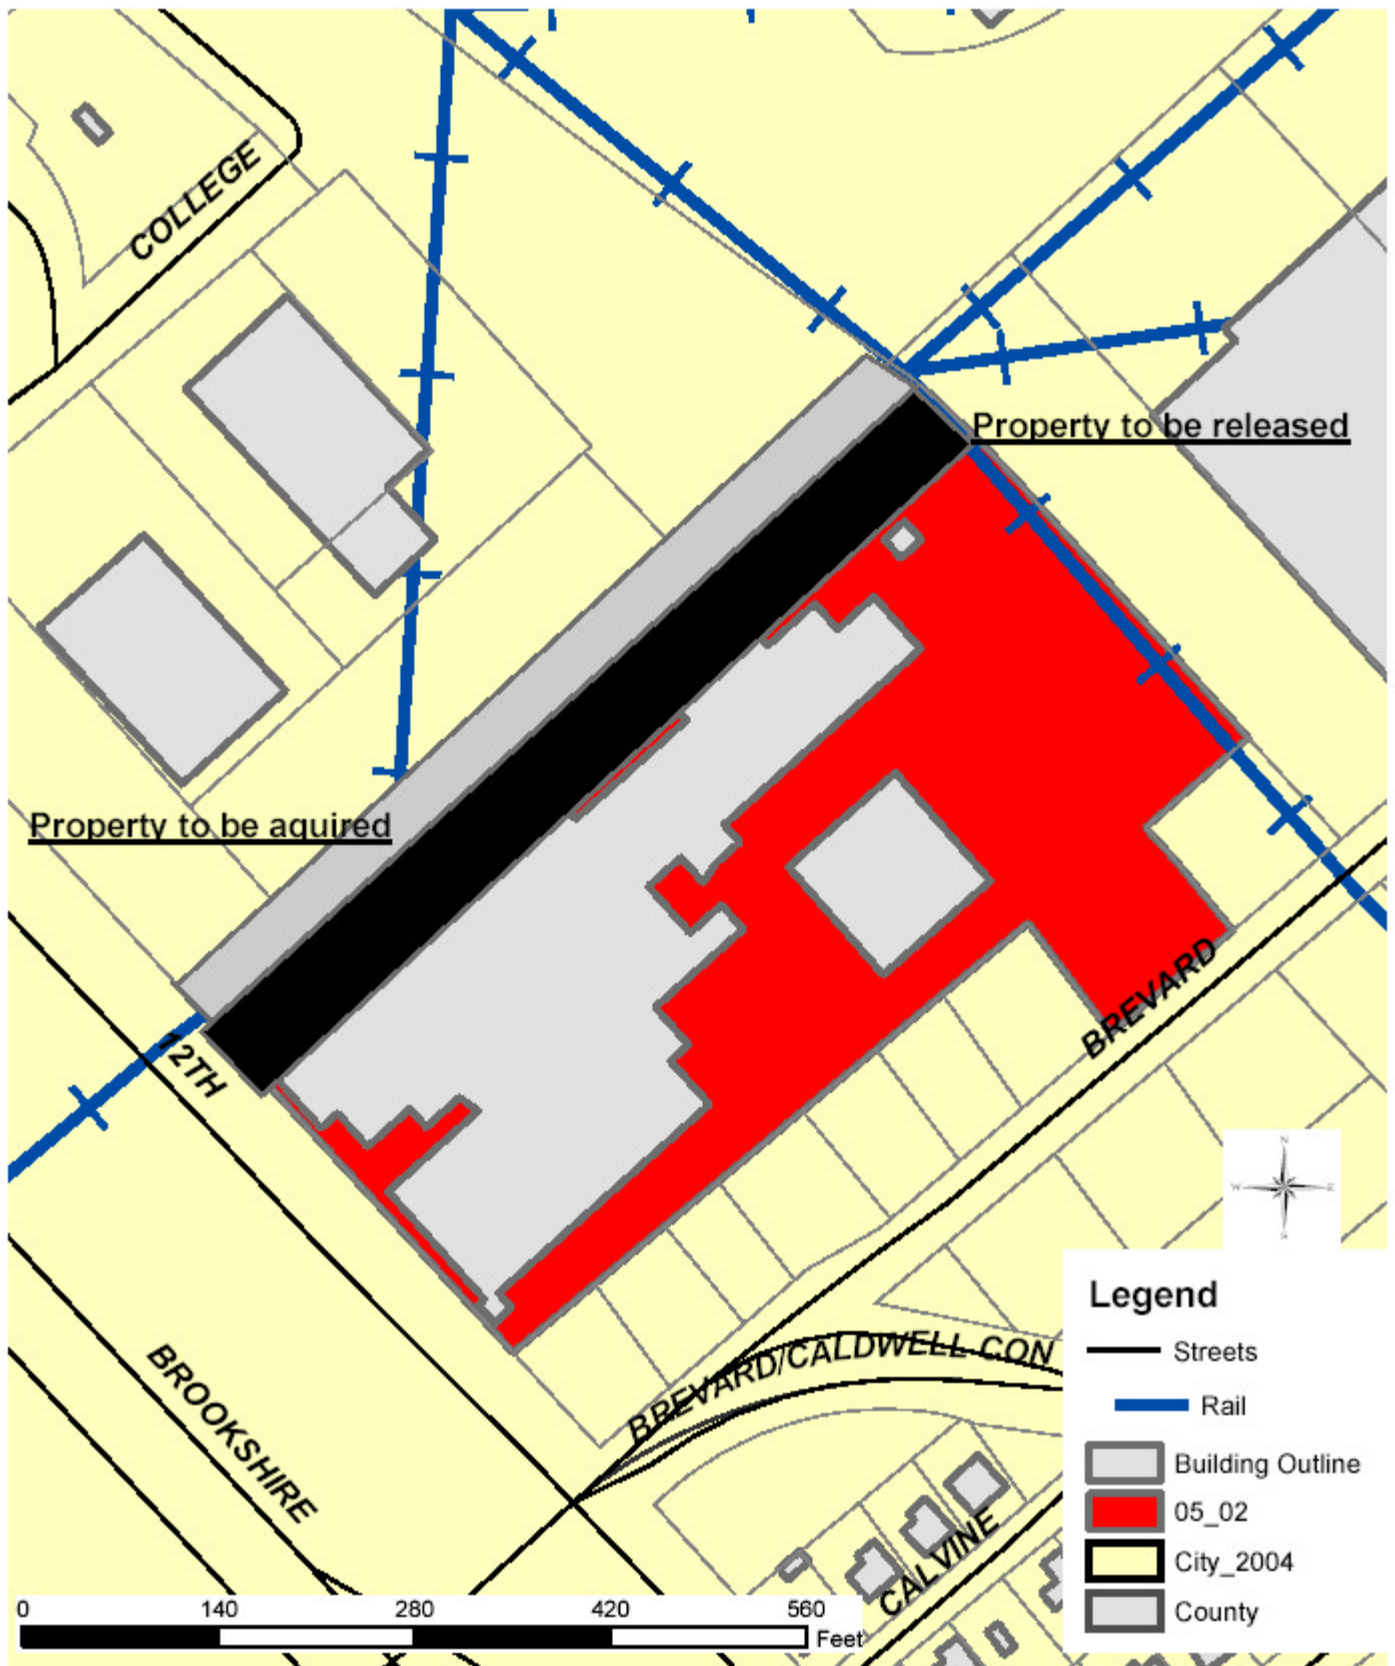 COLLEGE
Property to be released
Property to be aquired
12TH
BREVARD
N
W E
S
BROOKSHIRE
BREVARD/CALDWELL CON
CALVINE
Legend
Streets
Rail
Building Outline
05_02
City_2004
County
0 140 280 420 560
Feet